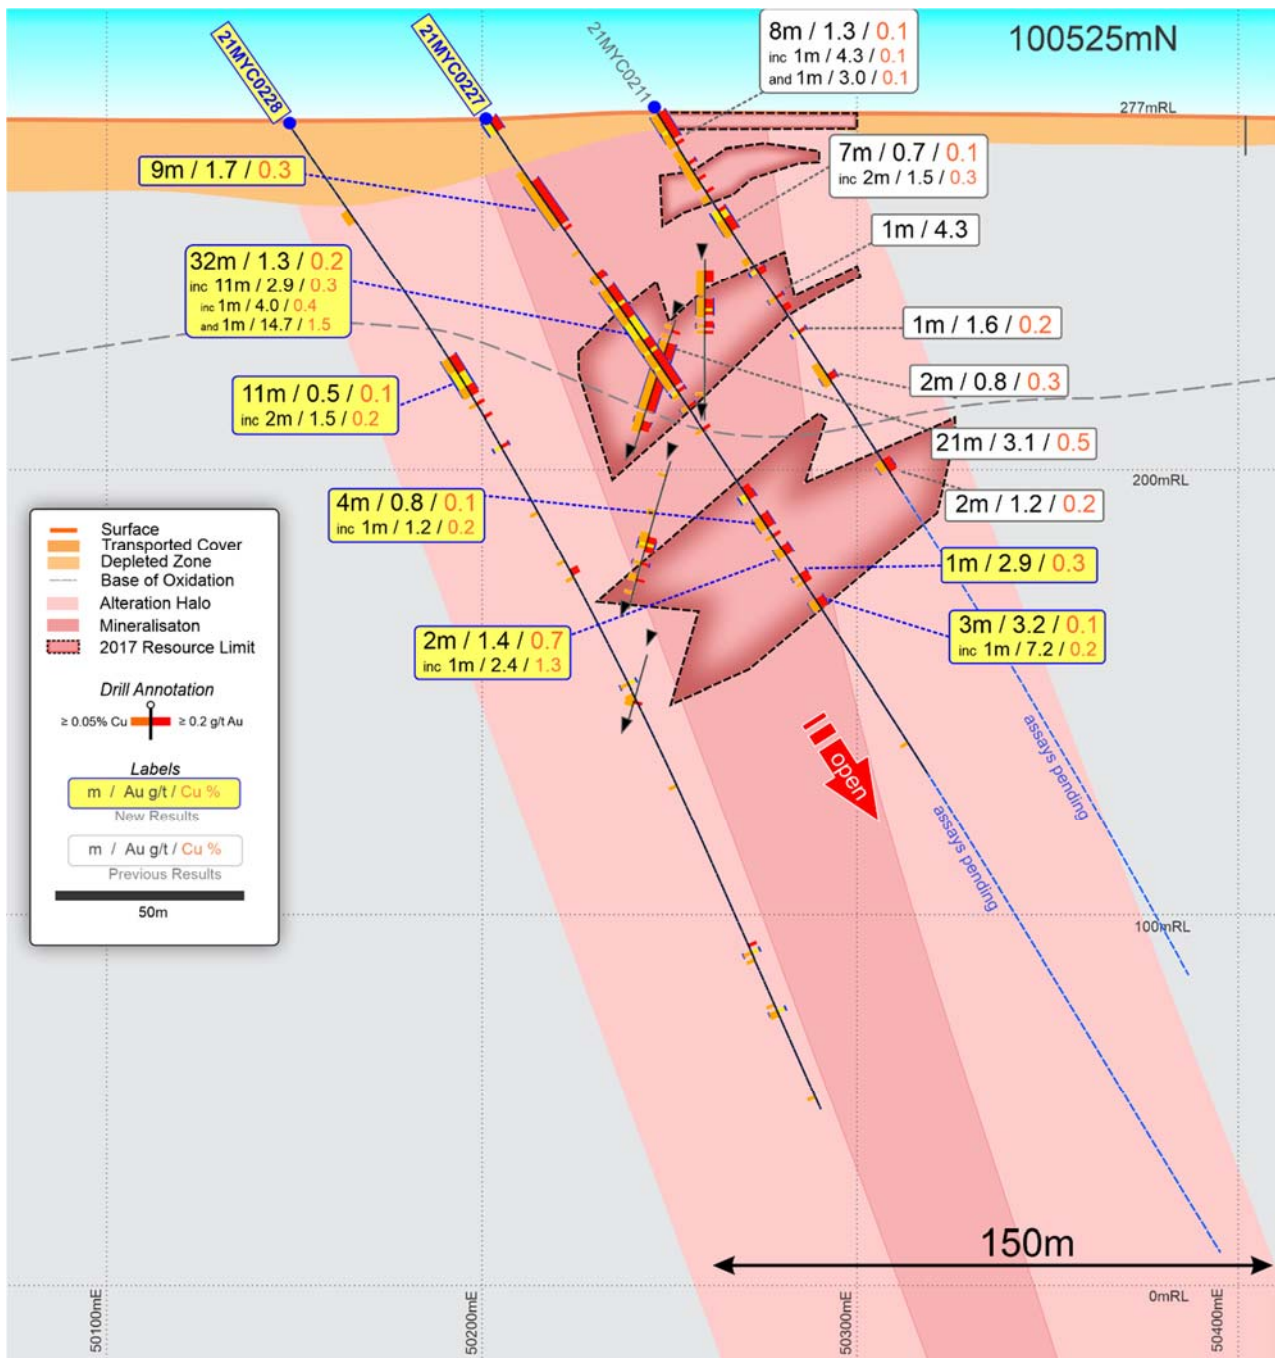 100525mN
21MYC0228
21MYC0227
21MYC0211
277mRL
8m / 1.3 / 0.1
inc 1m / 4.3 / 0.1
and 1m / 3.0 / 0.1
7m / 0.7 / 0.1
inc 2m / 1.5 / 0.3
9m / 1.7 / 0.3
1m / 4.3
32m / 1.3 / 0.2
inc 11m / 2.9 / 0.3
inc 1m / 4.0 / 0.4
and 1m / 14.7 / 1.5
1m / 1.6 / 0.2
11m / 0.5 / 0.1
inc 2m / 1.5 / 0.2
2m / 0.8 / 0.3
21m / 3.1 / 0.5
200mRL
4m / 0.8 / 0.1
inc 1m / 1.2 / 0.2
2m / 1.2 / 0.2
1m / 2.9 / 0.3
2m / 1.4 / 0.7
inc 1m / 2.4 / 1.3
3m / 3.2 / 0.1
inc 1m / 7.2 / 0.2
Surface
Transported Cover
Depleted Zone
Base of Oxidation
Alteration Halo
Mineralisaton
2017 Resource Limit
Drill Annotation
≥ 0.05% Cu
≥ 0.2 g/t Au
Labels
m / Au g/t / Cu %
New Results
m / Au g/t / Cu %
Previous Results
50m
open
assays pending
assays pending
100mRL
150m
0mRL
50100mE
50200mE
50300mE
50400mE